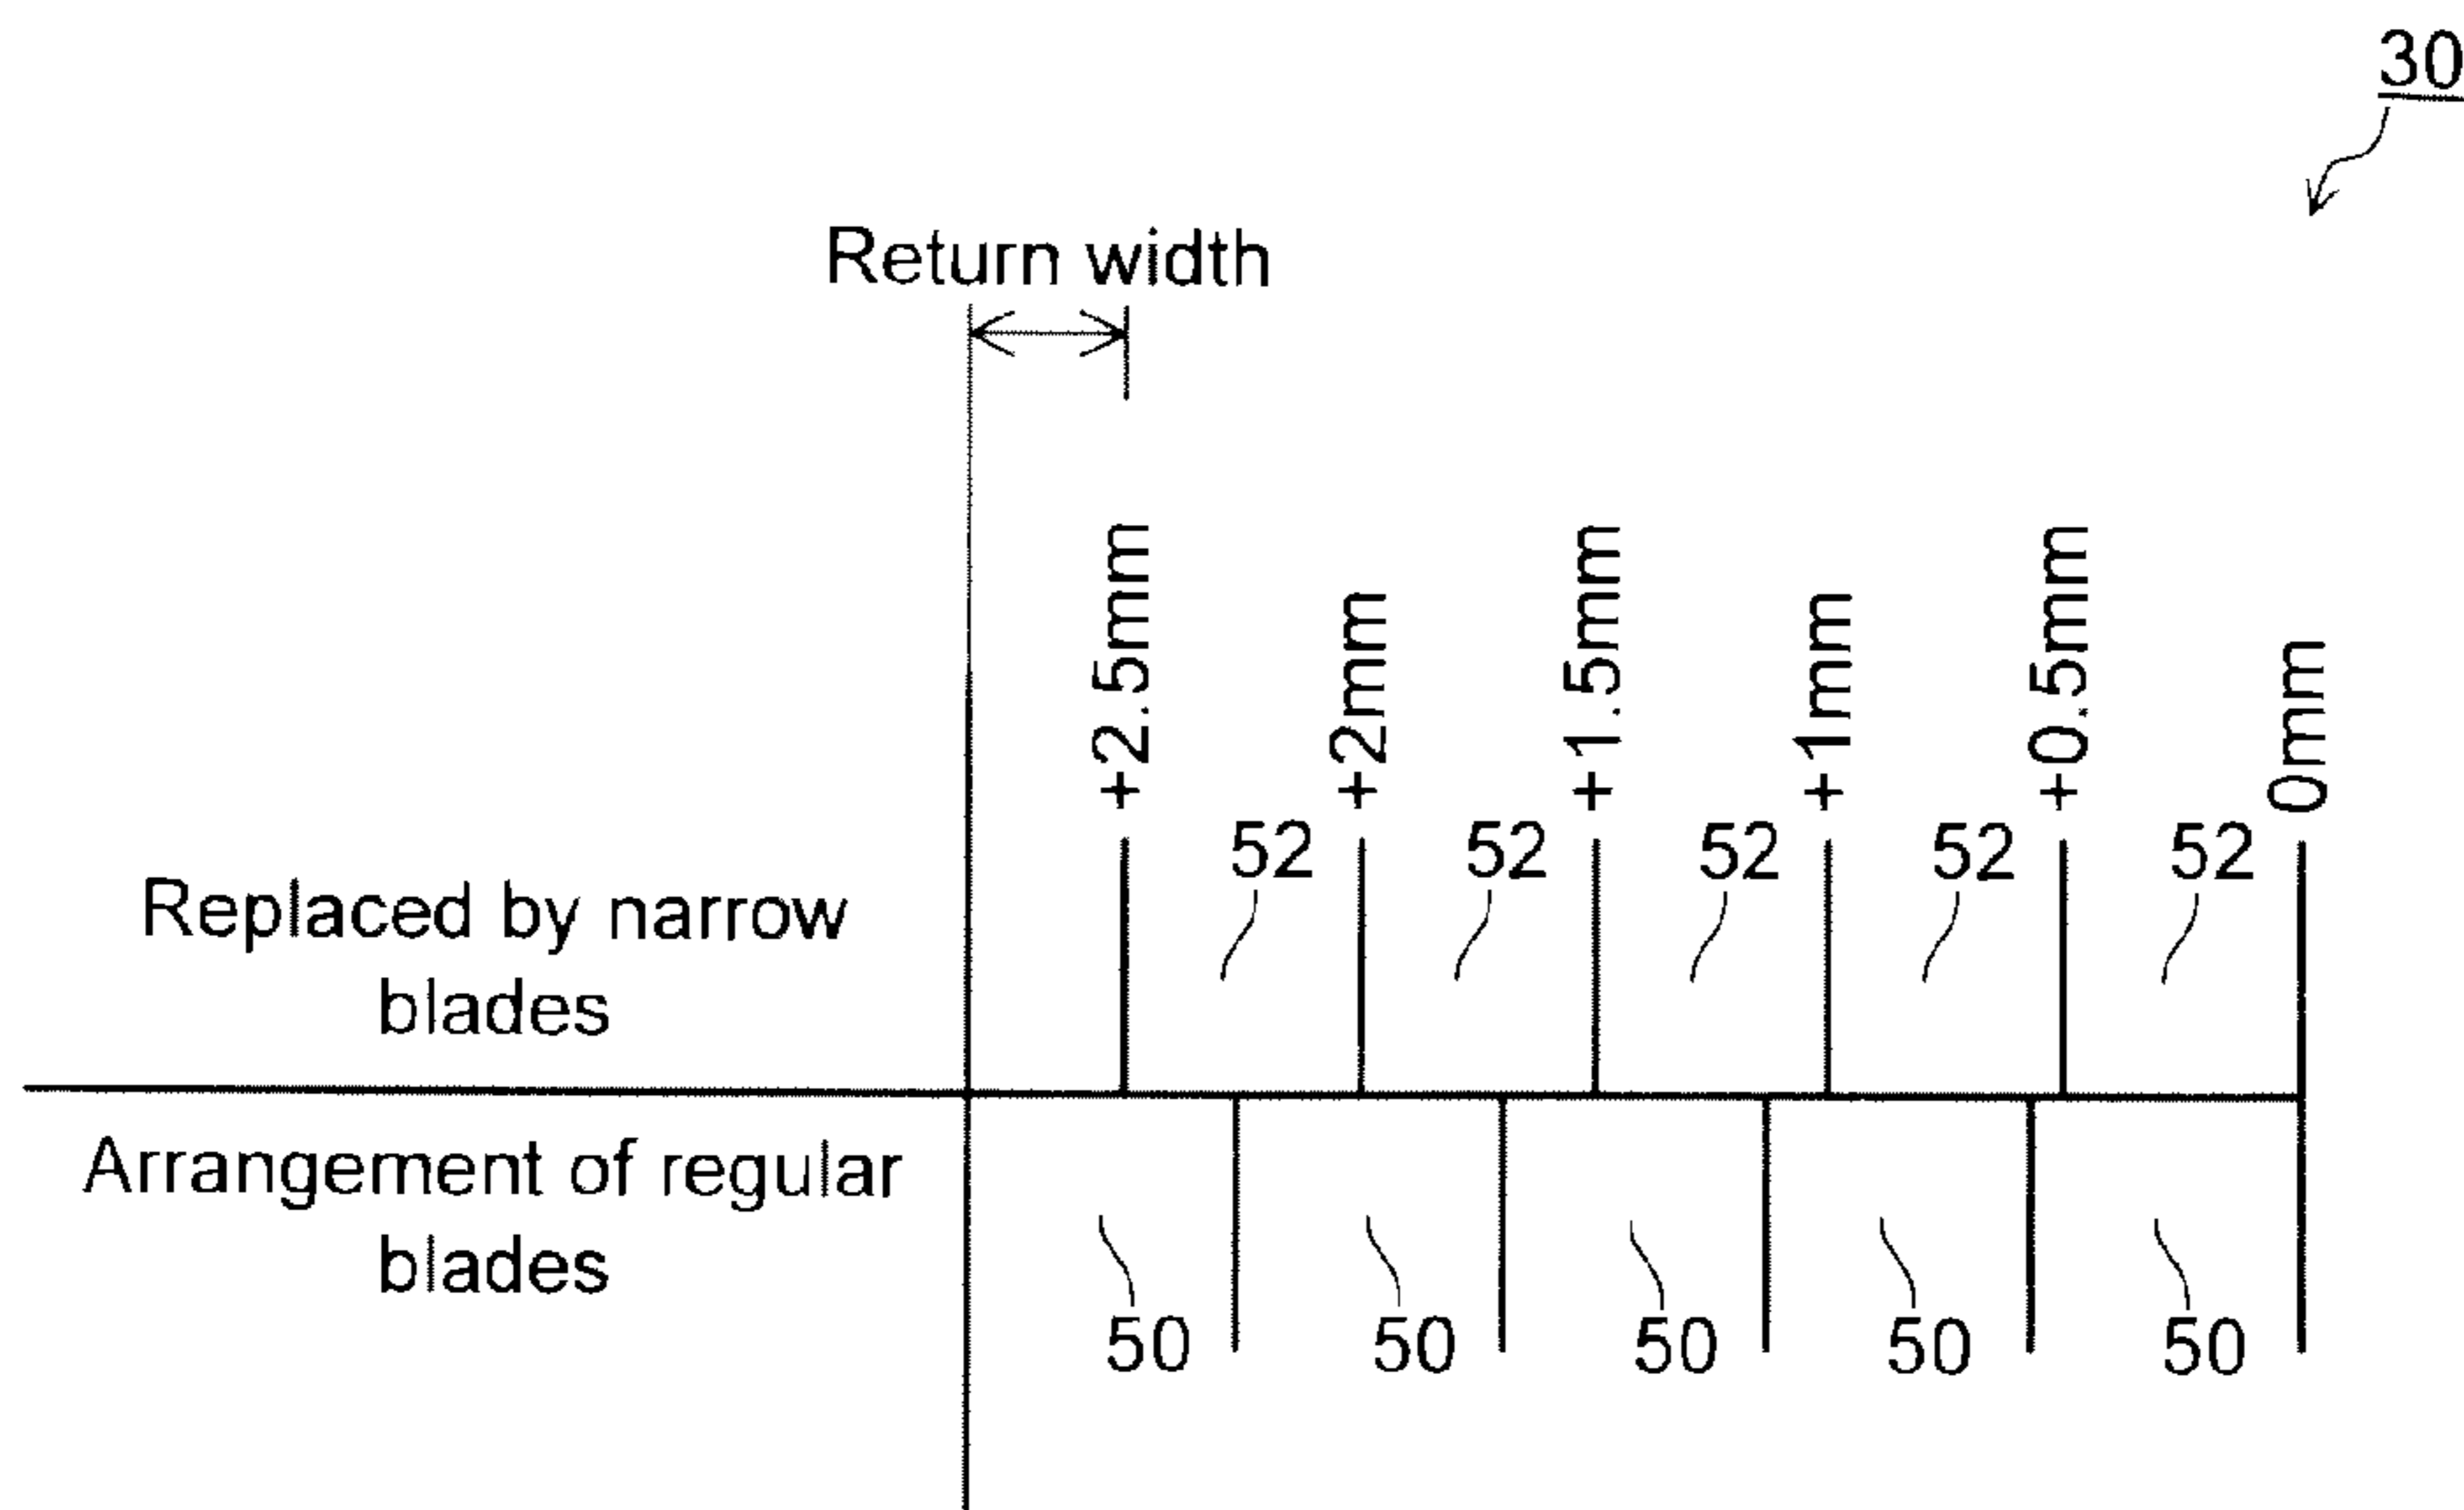 30
Return width
+2.5mm
+2mm
+1.5mm
+1mm
+0.5mm
0mm
52
52
52
52
52
Replaced by narrow
blades
Arrangement of regular
blades
50
50
50
50
50